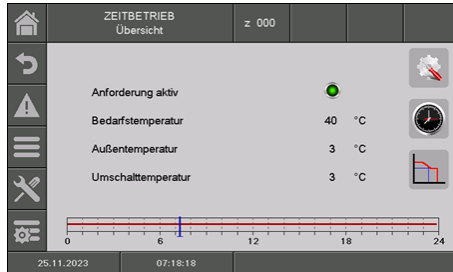 ZEITBETRIEB
Übersicht
z 000
Anforderung aktiv
Bedarfstemperatur 40 °C
Außentemperatur 3 °C
Umschalttemperatur 3 °C
0 6 12 18 24
25.11.2023 07:18:18